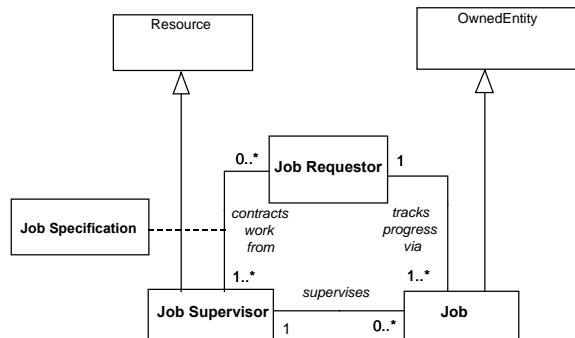 OwnedEntity
Resource
0..*
Job Requestor
1
Job Specification
contracts
work
from
tracks
progress
via
1..*
supervises
1..*
Job Supervisor
1
0..*
Job